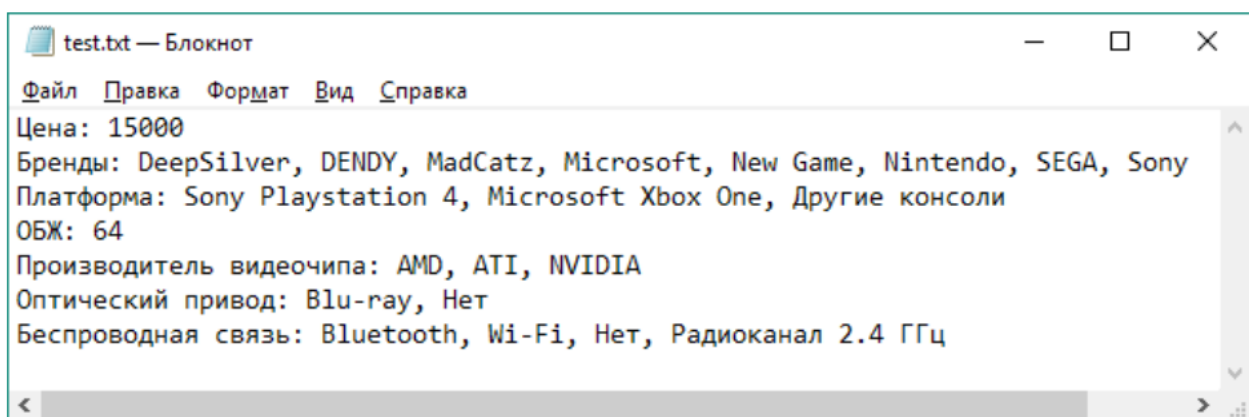 test.txt — Блокнот
Файл Правка Формат Вид Справка
Цена: 15000
Бренды: DeepSilver, DENDY, MadCatz, Microsoft, New Game, Nintendo, SEGA, Sony
Платформа: Sony Playstation 4, Microsoft Xbox One, Другие консоли
ОБЖ: 64
Производитель видеочипа: AMD, ATI, NVIDIA
Оптический привод: Blu-ray, Нет
Беспроводная связь: Bluetooth, Wi-Fi, Нет, Радиоканал 2.4 ГГц